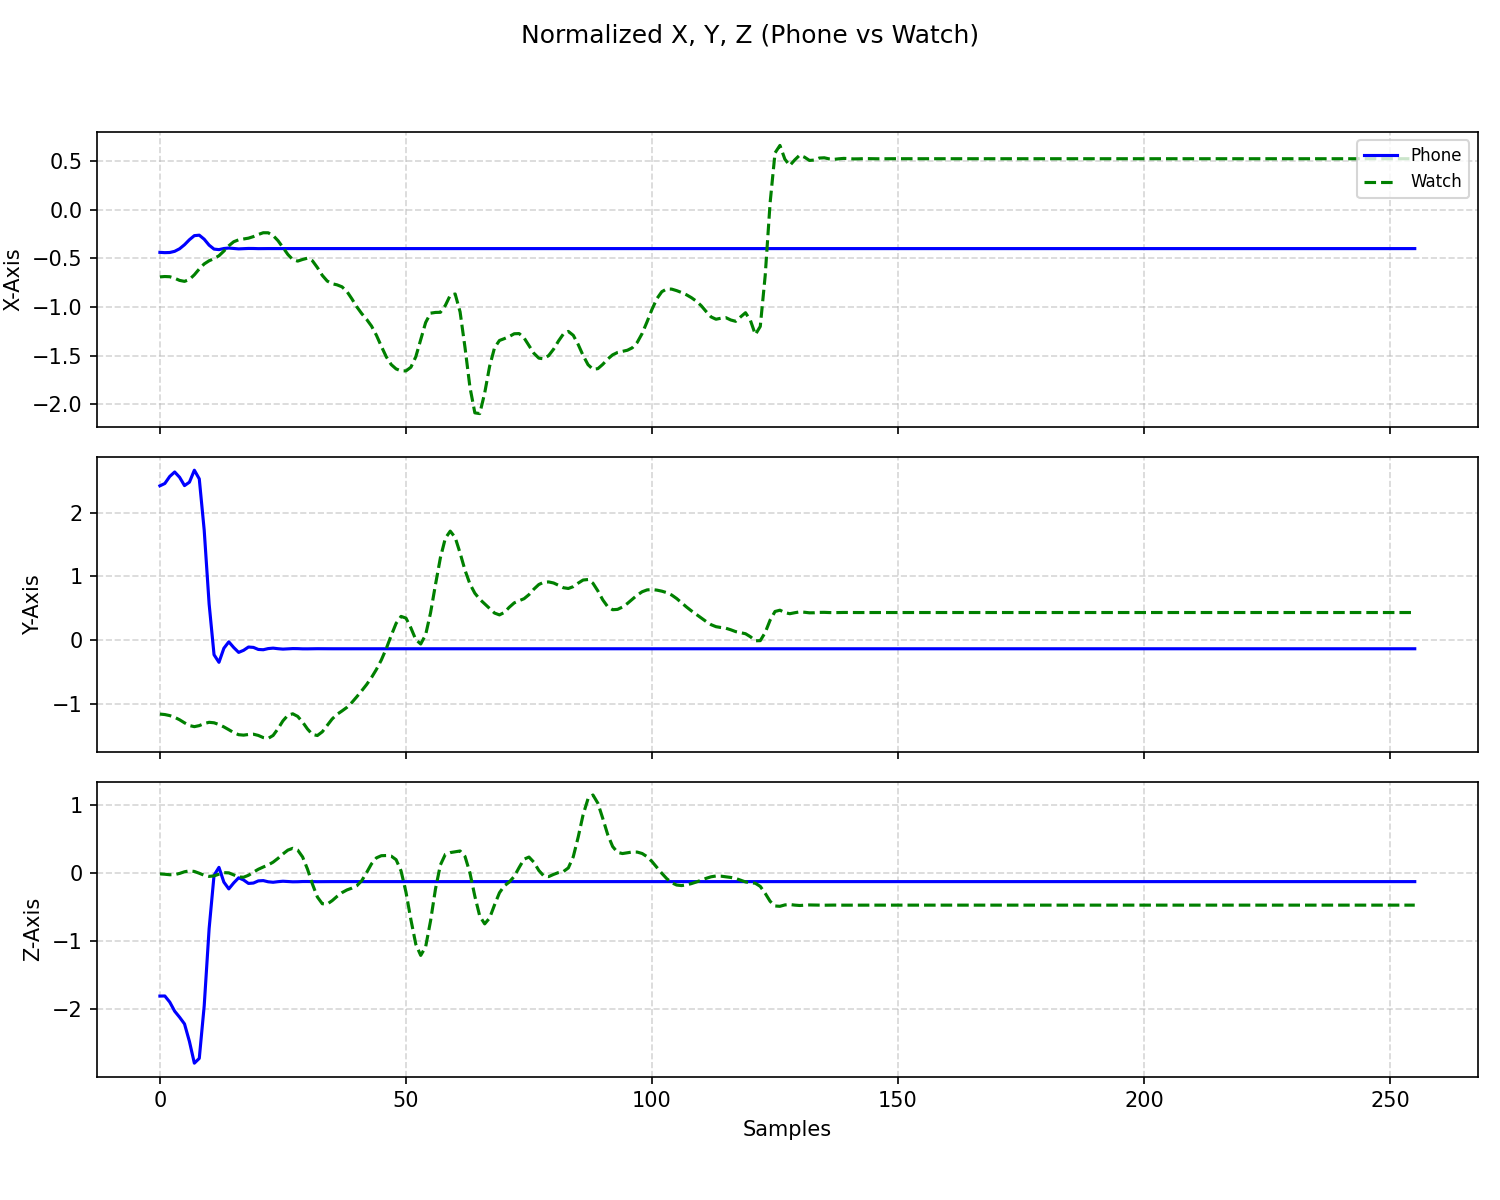 Normalized X, Y, Z (Phone vs Watch)
X-Axis
0.5
0.0
−0.5
−1.0
−1.5
−2.0
Phone
Watch
Y-Axis
2
1
0
−1
Z-Axis
1
0
−1
−2
0 50 100 150 200 250
Samples